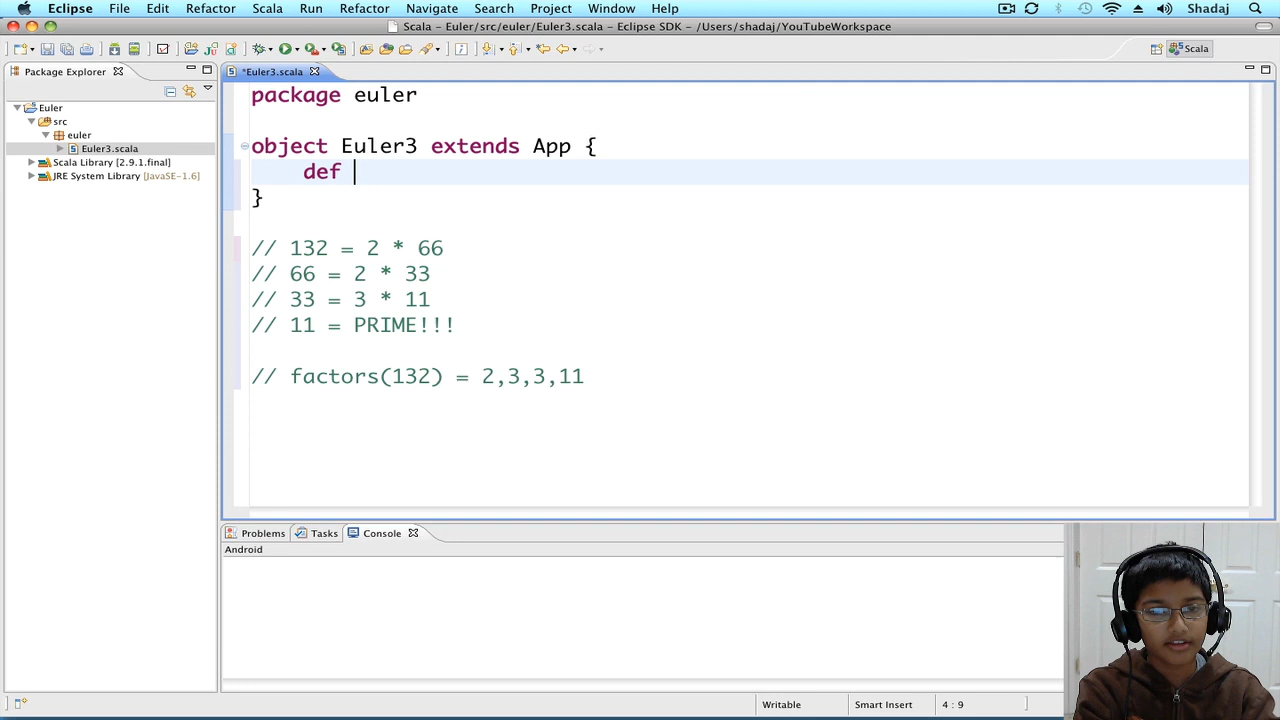 Eclipse File Edit Refactor Scala Run Refactor Navigate Search Project Window Help Shadaj
Scala - Euler/src/euler/Euler3.scala - Eclipse SDK - /Users/shadaj/YouTubeWorkspace
Scala
Package Explorer
*Euler3.scala
Euler
src
euler
Euler3.scala
Scala Library [2.9.1.final]
JRE System Library [JavaSE-1.6]
package euler
object Euler3 extends App {
def
}
// 132 = 2 * 66
// 66 = 2 * 33
// 33 = 3 * 11
// 11 = PRIME!!!
// factors(132) = 2,3,3,11
Problems Tasks Console
Android
Writable Smart Insert 4 : 9